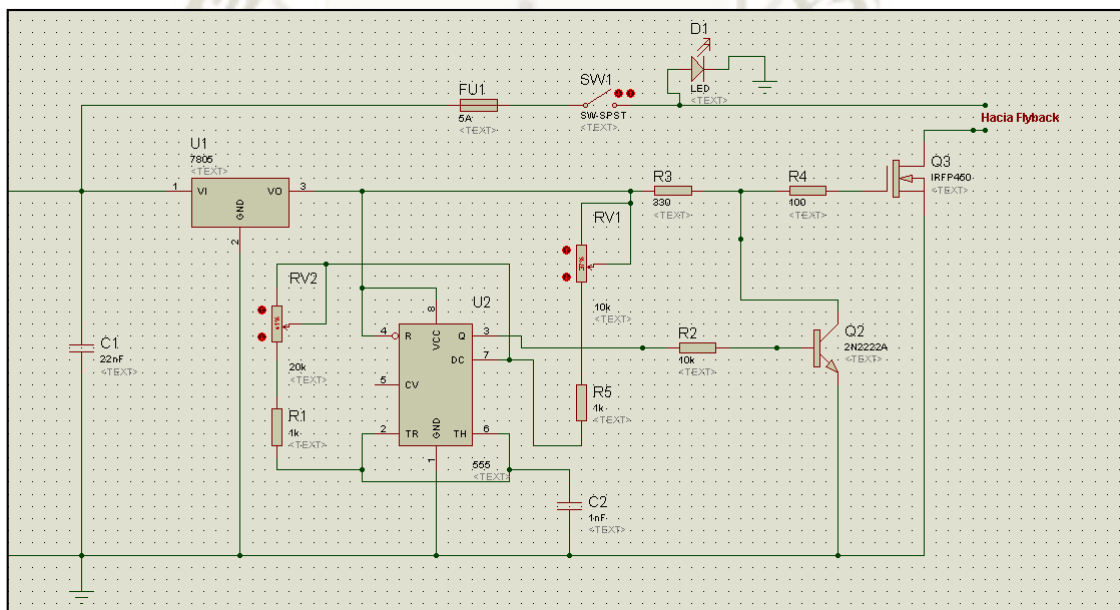 D1
LED
<TEXT>
FU1
5A
<TEXT>
SW1
SW-SPST
<TEXT>
Hacia Flyback
U1
7805
<TEXT>
1
VI
VO
3
GND
2
R3
330
<TEXT>
R4
100
<TEXT>
Q3
IRFP450
<TEXT>
RV1
10k
<TEXT>
RV2
20k
<TEXT>
U2
8
VCC
4
R
Q
3
DC
7
5
CV
2
TR
GND
TH
6
1
555
<TEXT>
C1
22nF
<TEXT>
R1
1k
<TEXT>
R2
10k
<TEXT>
Q2
2N2222A
<TEXT>
R5
1k
<TEXT>
C2
1nF
<TEXT>